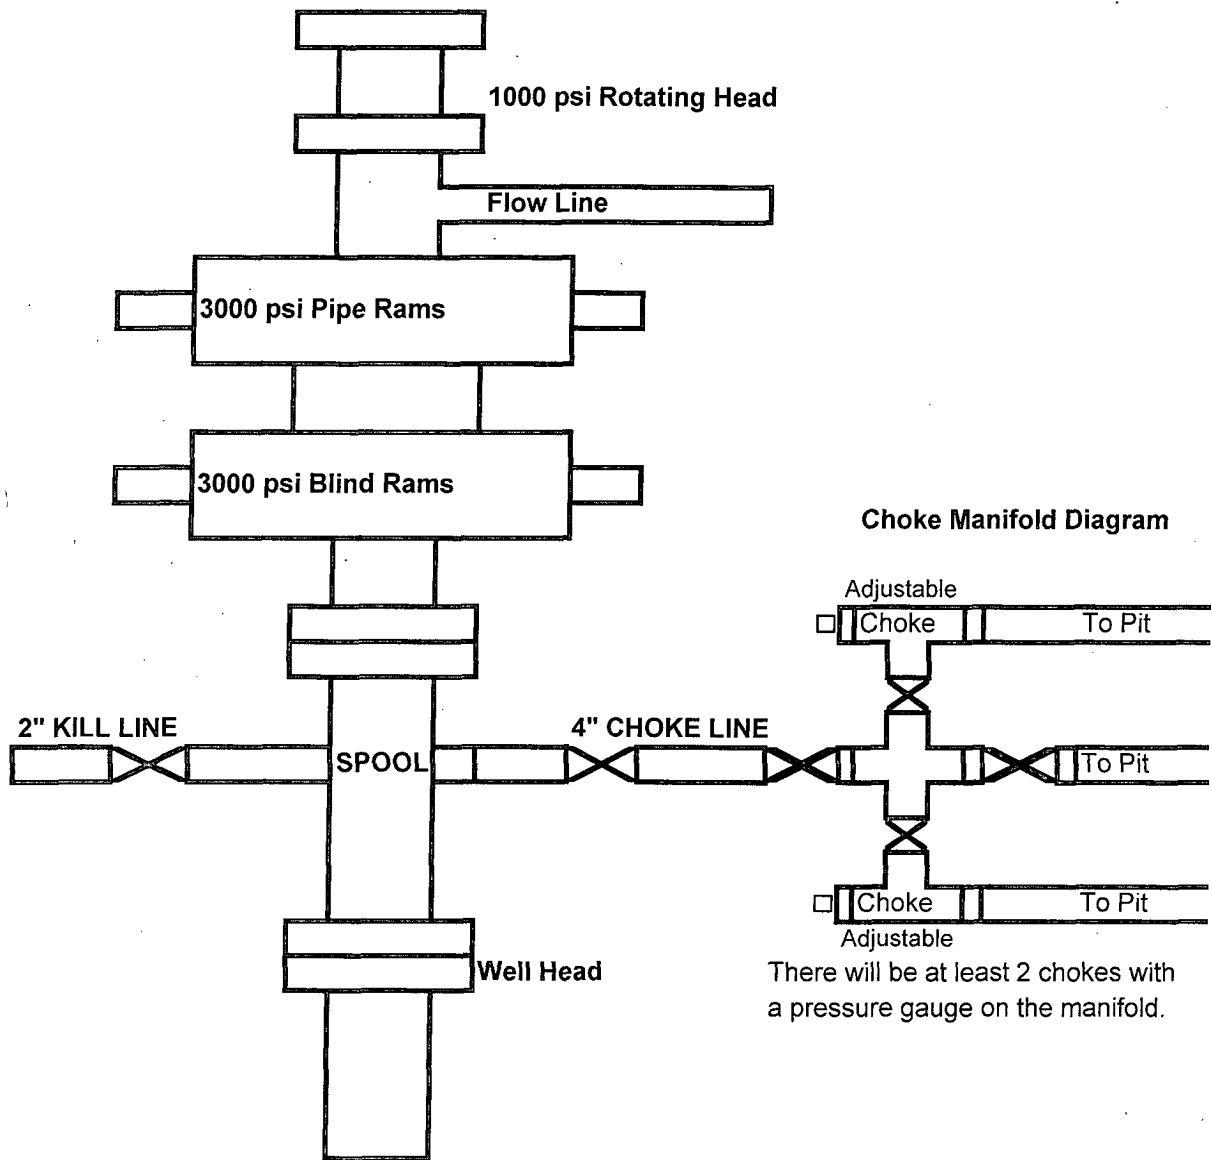 1000 psi Rotating Head
Flow Line
3000 psi Pipe Rams
3000 psi Blind Rams
Choke Manifold Diagram
Adjustable
Choke
To Pit
2" KILL LINE
SPOOL
4" CHOKE LINE
To Pit
Choke
To Pit
Adjustable
Well Head
There will be at least 2 chokes with
a pressure gauge on the manifold.